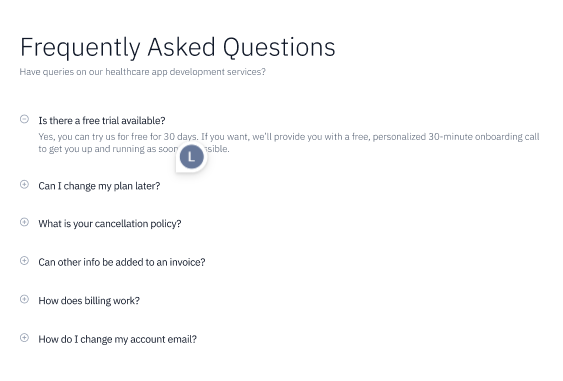 Frequently Asked Questions
Have queries on our healthcare app development services?
Is there a free trial available?
Yes, you can try us for free for 30 days. If you want, we'll provide you with a free, personalized 30-minute onboarding call
to get you up and running as soon
L
Can I change my plan later?
What is your cancellation policy?
Can other info be added to an invoice?
How does billing work?
How do I change my account email?